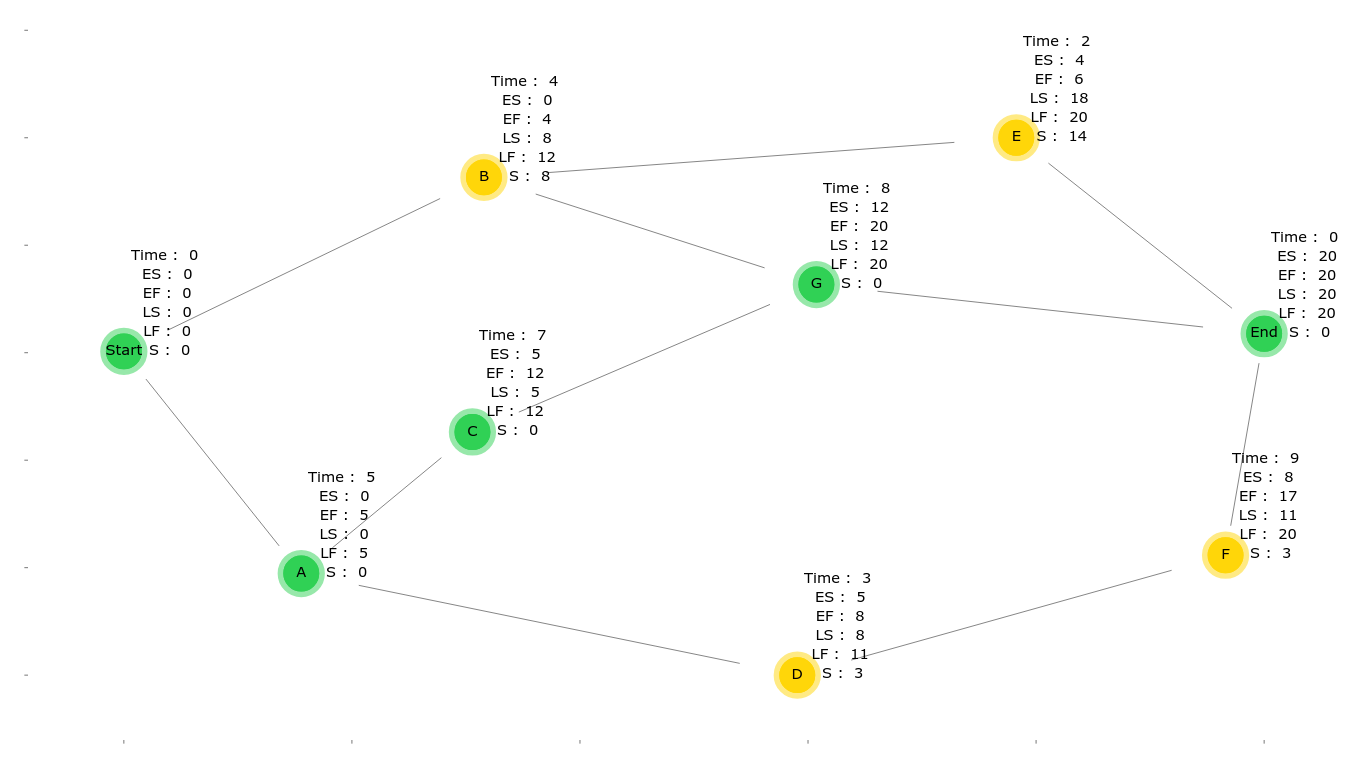 Time : 2
ES : 4
EF : 6
LS : 18
LF : 20
E S : 14
Time : 4
ES : 0
EF : 4
LS : 8
LF : 12
B S : 8
Time : 8
ES : 12
EF : 20
LS : 12
LF : 20
G S : 0
Time : 0
ES : 20
EF : 20
LS : 20
LF : 20
End S : 0
Time : 0
ES : 0
EF : 0
LS : 0
LF : 0
Start S : 0
Time : 7
ES : 5
EF : 12
LS : 5
LF : 12
C S : 0
Time : 9
ES : 8
EF : 17
LS : 11
LF : 20
F S : 3
Time : 5
ES : 0
EF : 5
LS : 0
LF : 5
A S : 0
Time : 3
ES : 5
EF : 8
LS : 8
LF : 11
D S : 3